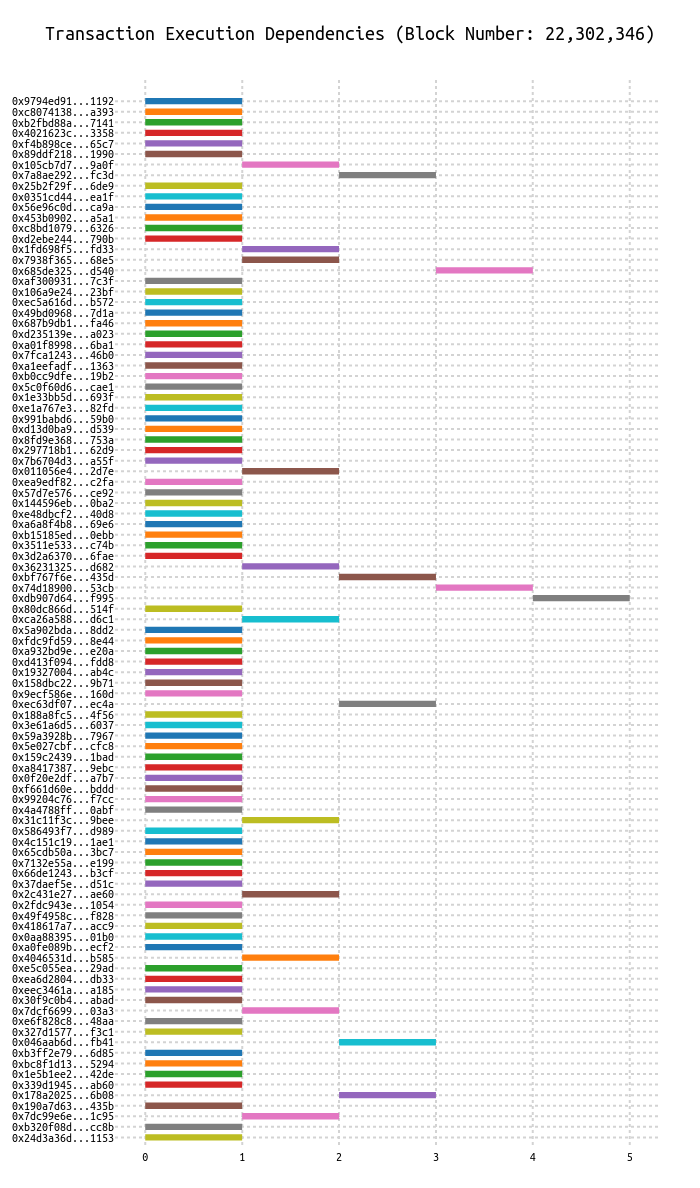 Transaction Execution Dependencies (Block Number: 22,302,346)
0x9794ed91...1192
0xc8074138...a393
0xb2fbd88a...7141
0x4021623c...3358
0xf4b898ce...65c7
0x89ddf218...1990
0x105cb7d7...9a0f
0x7a8ae292...fc3d
0x25b2f29f...6de9
0x0351cd44...ea1f
0x56e96c0d...ca9a
0x453b0902...a5a1
0xc8bd1079...6326
0xd2ebe244...790b
0x1fd698f5...fd33
0x7938f365...68e5
0x685de325...d540
0xaf300931...7c3f
0x106a9e24...23bf
0xec5a616d...b572
0x49bd0968...7d1a
0x687b9db1...fa46
0xd235139e...a023
0xa01f8998...6ba1
0x7fca1243...46b0
0xa1eefadf...1363
0xb0cc9dfe...19b2
0x5c0f60d6...cae1
0x1e33bb5d...693f
0xe1a767e3...82fd
0x991babd6...59b0
0xd13d0ba9...d539
0x8fd9e368...753a
0x297718b1...62d9
0x7b6704d3...a55f
0x011056e4...2d7e
0xea9edf82...c2fa
0x57d7e576...ce92
0x144596eb...0ba2
0xe48dbcf2...40d8
0xa6a8f4b8...69e6
0xb15185ed...0ebb
0x3511e533...c74b
0x3d2a6370...6fae
0x36231325...d682
0xbf767f6e...435d
0x74d18900...53cb
0xdb907d64...f995
0x80dc866d...514f
0xca26a588...d6c1
0x5a902bda...8dd2
0xfdc9fd59...8e44
0xa932bd9e...e20a
0xd413f094...fdd8
0x19327004...ab4c
0x158dbc22...9b71
0x9ecf586e...160d
0xec63df07...ec4a
0x188a8fc5...4f56
0x3e61a6d5...6037
0x59a3928b...7967
0x5e027cbf...cfc8
0x159c2439...1bad
0xa8417387...9ebc
0x0f20e2df...a7b7
0xf661d60e...bddd
0x99204c76...f7cc
0x4a4788ff...0abf
0x31c11f3c...9bee
0x586493f7...d989
0x4c151c19...1ae1
0x65cdb50a...3bc7
0x7132e55a...e199
0x66de1243...b3cf
0x37daef5e...d51c
0x2c431e27...ae60
0x2fdc943e...1054
0x49f4958c...f828
0x418617a7...acc9
0x0aa88395...01b0
0xa0fe089b...ecf2
0x4046531d...b585
0xe5c055ea...29ad
0xea6d2804...db33
0xeec3461a...a185
0x30f9c0b4...abad
0x7dcf6699...03a3
0xe6f828c8...48aa
0x327d1577...f3c1
0x046aab6d...fb41
0xb3ff2e79...6d85
0xbc8f1d13...5294
0x1e5b1ee2...42de
0x339d1945...ab60
0x178a2025...6b08
0x190a7d63...435b
0x7dc99e6e...1c95
0xb320f08d...cc8b
0x24d3a36d...1153
0 1 2 3 4 5